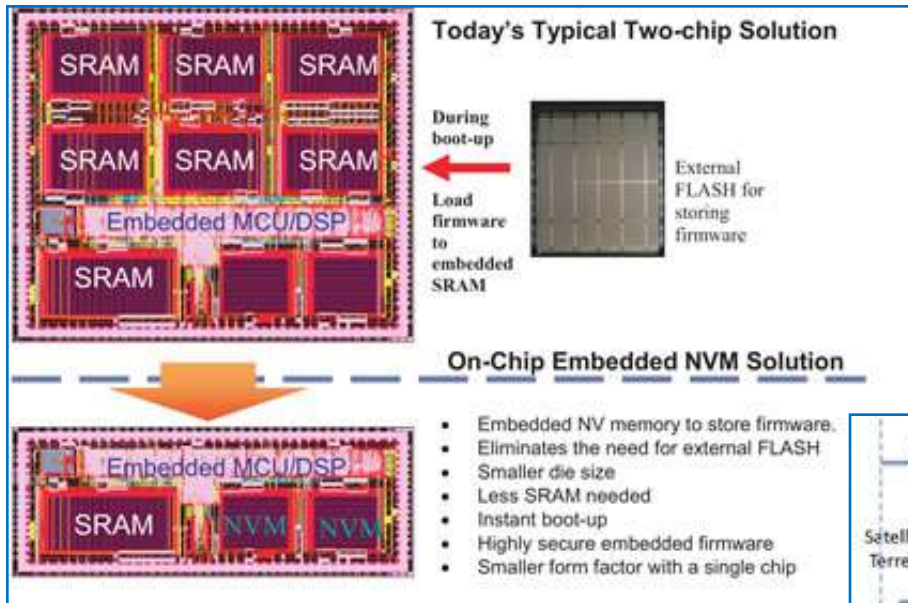 Today's Typical Two-chip Solution
SRAM SRAM SRAM
SRAM SRAM SRAM
Embedded MCU/DSP
SRAM
During
boot-up
Load
firmware
to
embedded
SRAM
External
FLASH for
storing
firmware
On-Chip Embedded NVM Solution
Embedded MCU/DSP
SRAM NVM NVM
• Embedded NV memory to store firmware.
• Eliminates the need for external FLASH
• Smaller die size
• Less SRAM needed
• Instant boot-up
• Highly secure embedded firmware
• Smaller form factor with a single chip
Satell
Terre